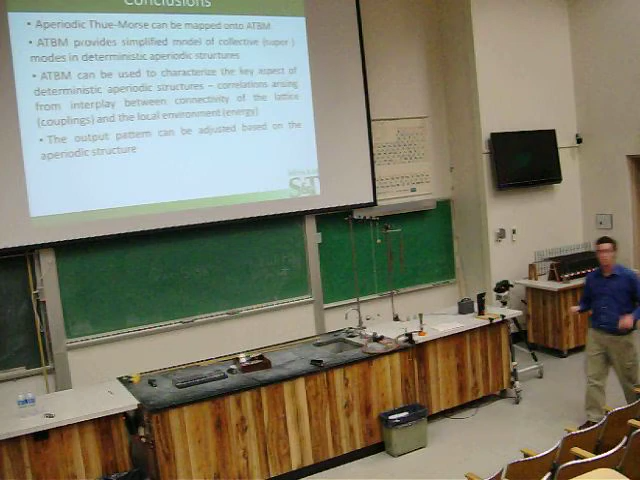 Conclusions
• Aperiodic Thue-Morse can be mapped onto ATBM
• ATBM provides simplified model of collective (super-)
modes in deterministic aperiodic structures
• ATBM can be used to characterize the key aspect of
deterministic aperiodic structures – correlations arising
from interplay between connectivity of the lattice
(couplings) and the local environment (energy)
• The output pattern can be adjusted based on the
aperiodic structure
S&T